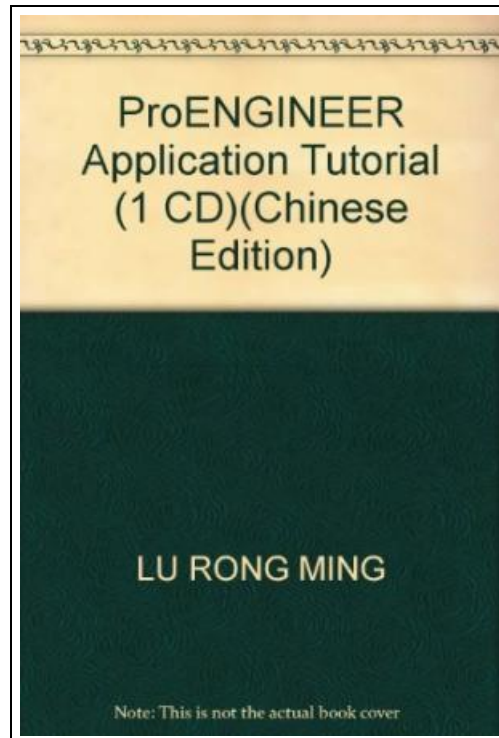 ProENGINEER
Application Tutorial
(1 CD)(Chinese
Edition)
LU RONG MING
Note: This is not the actual book cover